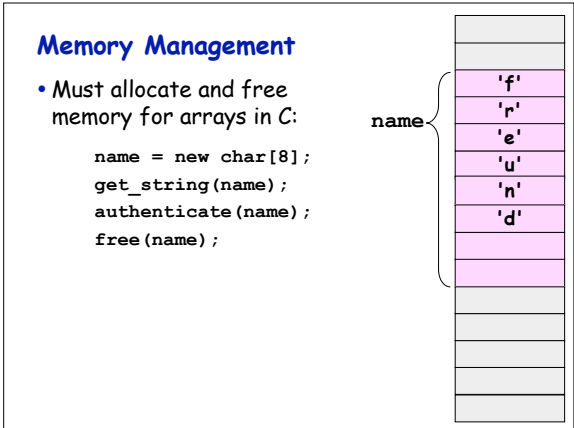 Memory Management
• Must allocate and free
memory for arrays in C:
name = new char[8];
get_string(name);
authenticate(name);
free(name);
name
'f'
'r'
'e'
'u'
'n'
'd'